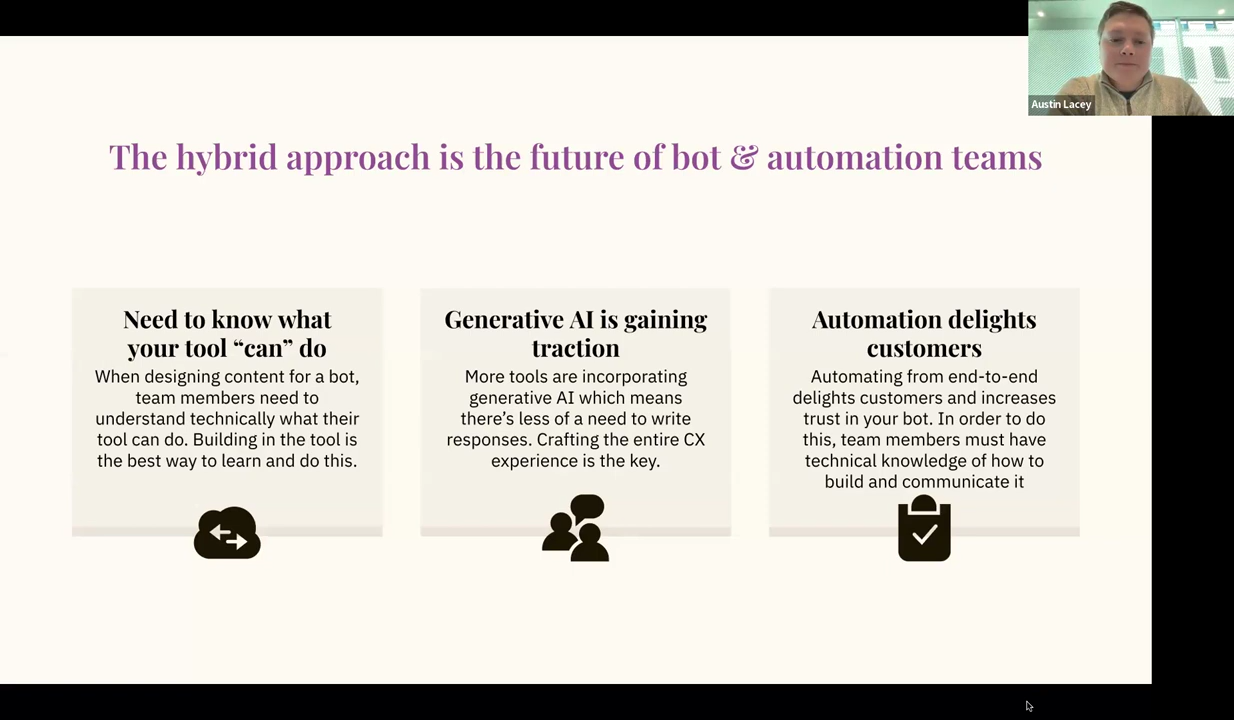 Austin Lacey
The hybrid approach is the future of bot & automation teams
Need to know what
your tool “can” do
When designing content for a bot,
team members need to
understand technically what their
tool can do. Building in the tool is
the best way to learn and do this.
Generative AI is gaining
traction
More tools are incorporating
generative AI which means
there’s less of a need to write
responses. Crafting the entire CX
experience is the key.
Automation delights
customers
Automating from end-to-end
delights customers and increases
trust in your bot. In order to do
this, team members must have
technical knowledge of how to
build and communicate it